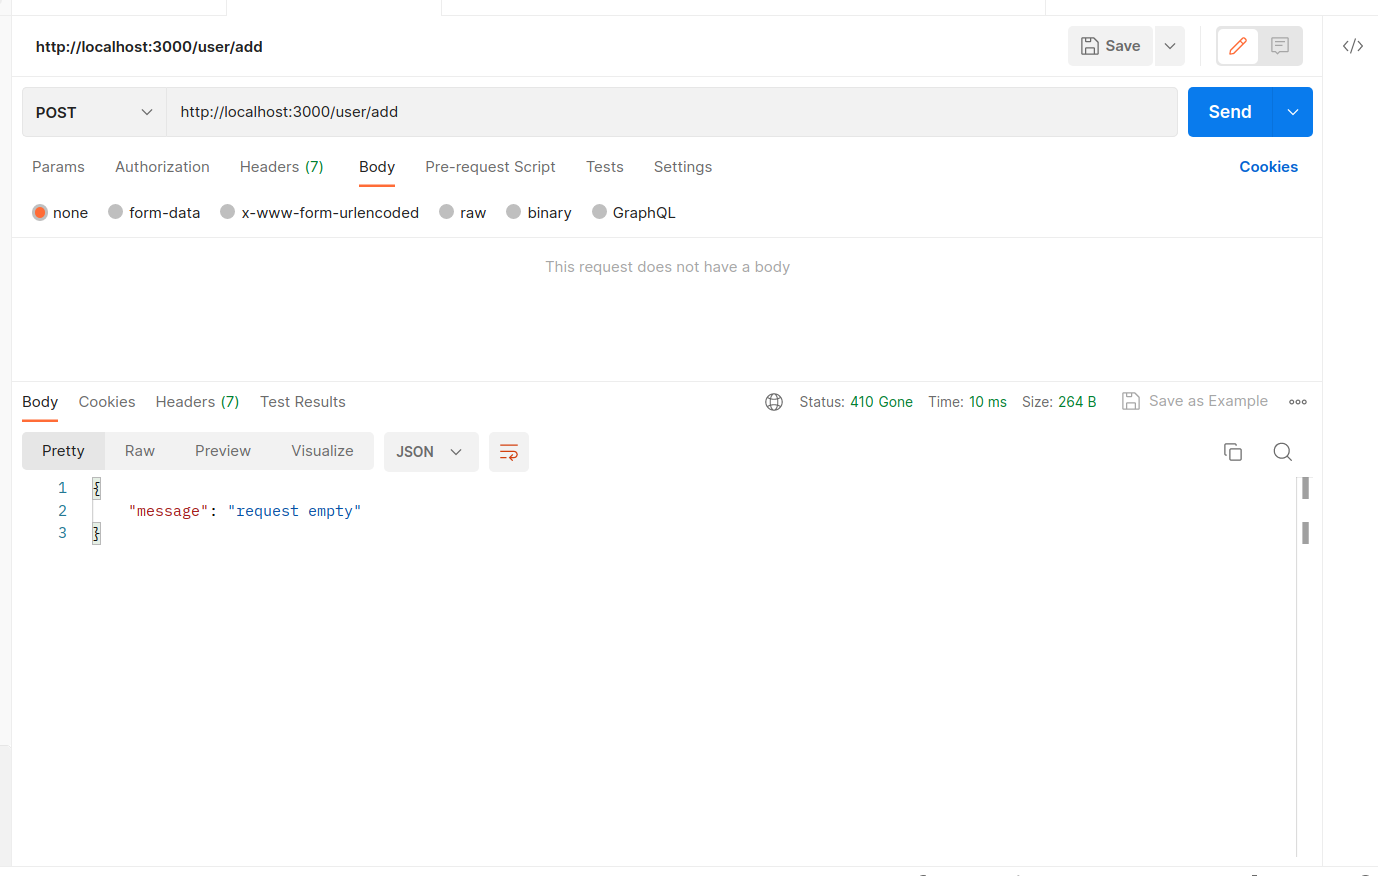 http://localhost:3000/user/add
Save
POST
http://localhost:3000/user/add
Send
Params Authorization Headers (7) Body Pre-request Script Tests Settings Cookies
none form-data x-www-form-urlencoded raw binary GraphQL
This request does not have a body
Body Cookies Headers (7) Test Results Status: 410 Gone Time: 10 ms Size: 264 B Save as Example
Pretty Raw Preview Visualize JSON
1 {
2 "message": "request empty"
3 }